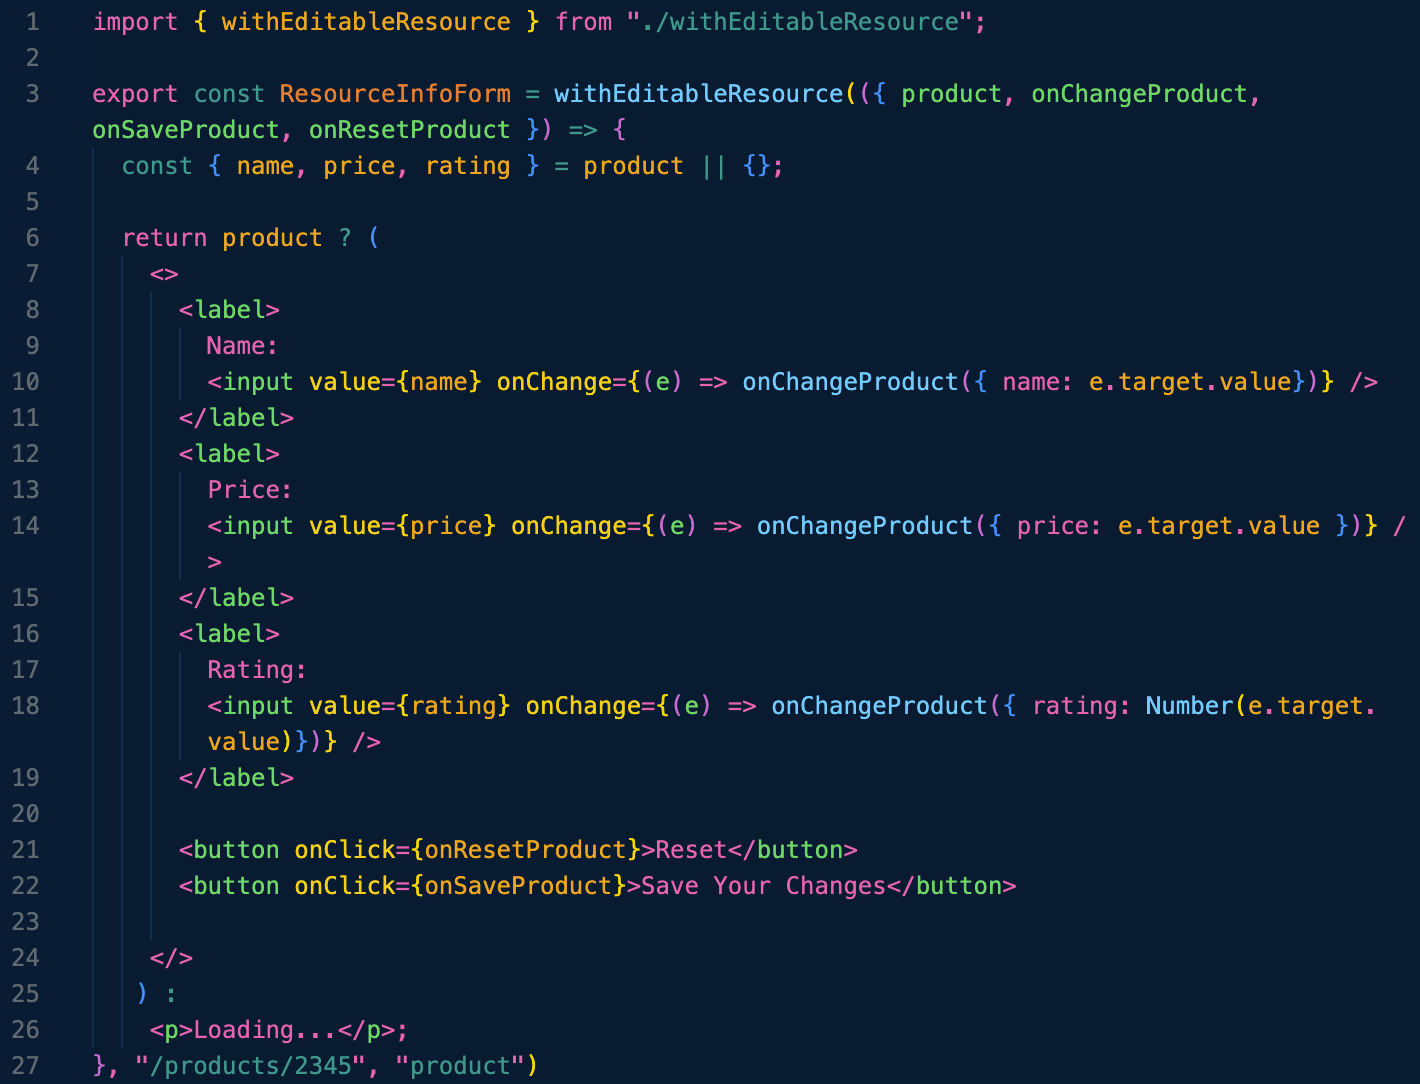 1 import { withEditableResource } from "./withEditableResource";
2
3 export const ResourceInfoForm = withEditableResource(({ product, onChangeProduct,
onSaveProduct, onResetProduct }) => {
4 const { name, price, rating } = product || {};
5
6 return product ? (
7 <>
8 <label>
9 Name:
10 <input value={name} onChange={(e) => onChangeProduct({ name: e.target.value})} />
11 </label>
12 <label>
13 Price:
14 <input value={price} onChange={(e) => onChangeProduct({ price: e.target.value })} /
>
15 </label>
16 <label>
17 Rating:
18 <input value={rating} onChange={(e) => onChangeProduct({ rating: Number(e.target.
value)})} />
19 </label>
20
21 <button onClick={onResetProduct}>Reset</button>
22 <button onClick={onSaveProduct}>Save Your Changes</button>
23
24 </>
25 ) :
26 <p>Loading...</p>;
27 }, "/products/2345", "product")